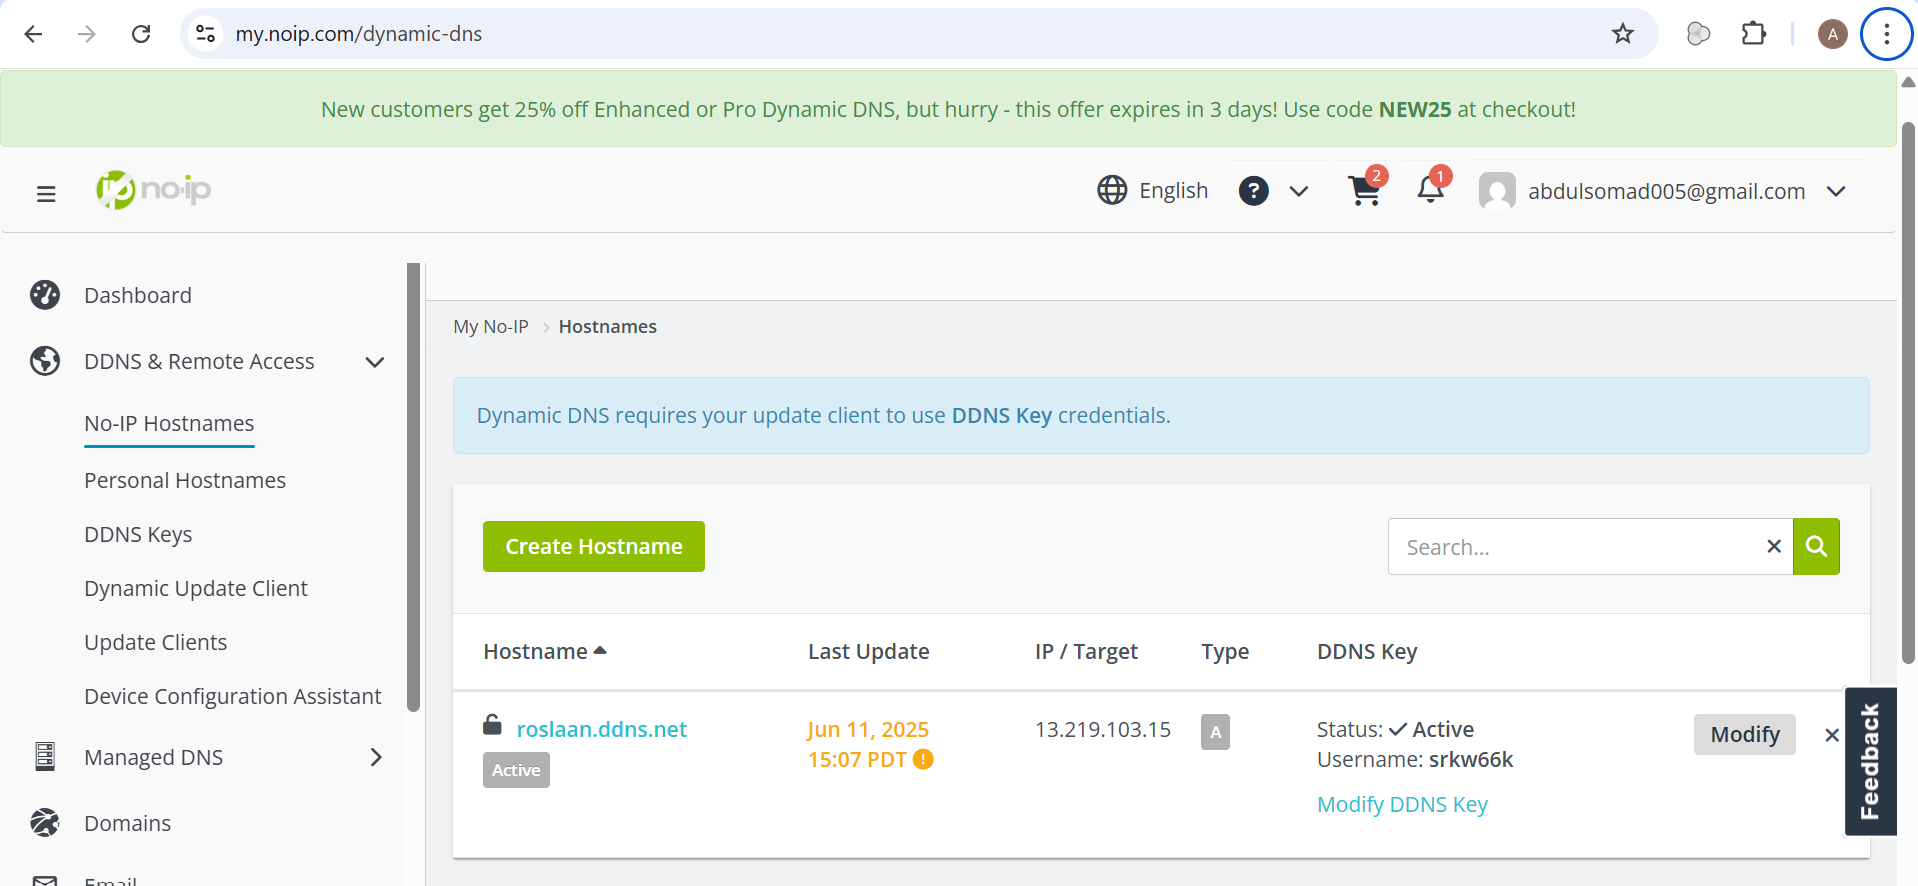 my.noip.com/dynamic-dns
A
New customers get 25% off Enhanced or Pro Dynamic DNS, but hurry - this offer expires in 3 days! Use code NEW25 at checkout!
no-ip
English
?
2
1
abdulsomad005@gmail.com
Dashboard
DDNS & Remote Access
No-IP Hostnames
Personal Hostnames
DDNS Keys
Dynamic Update Client
Update Clients
Device Configuration Assistant
Managed DNS
Domains
Email
My No-IP > Hostnames
Dynamic DNS requires your update client to use DDNS Key credentials.
Create Hostname
Search...
Hostname Last Update IP / Target Type DDNS Key
roslaan.ddns.net
Active
Jun 11, 2025
15:07 PDT
13.219.103.15
A
Status: ✓ Active
Username: srkw66k
Modify DDNS Key
Modify
Feedback